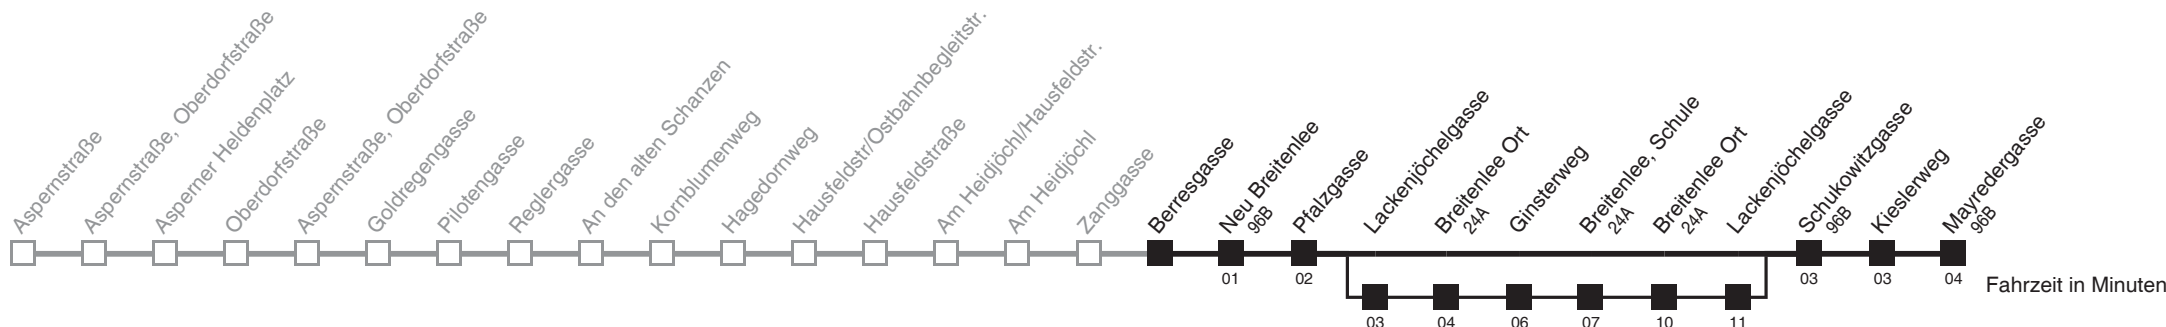 Aspernstraße
Aspernstraße, Oberdorfstraße
Asperner Heldenplatz
Oberdorfstraße
Aspernstraße, Oberdorfstraße
Goldregengasse
Pilotengasse
Reglergasse
An den alten Schanzen
Kornblumenweg
Hagedornweg
Hausfeldstr/Ostbahnbegleitstr.
Hausfeldstraße
Am Heidjöchl/Hausfeldstr.
Am Heidjöchl
Zanggasse
Berresgasse
Neu Breitenlee
96B
01
Pfalzgasse
02
Lackenjöchelgasse
03
Breitenlee Ort
24A
04
Ginsterweg
06
Breitenlee, Schule
24A
07
Breitenlee Ort
24A
10
Lackenjöchelgasse
11
Schukowitzgasse
96B
03
Kieslerweg
03
Mayredergasse
96B
04
Fahrzeit in Minuten